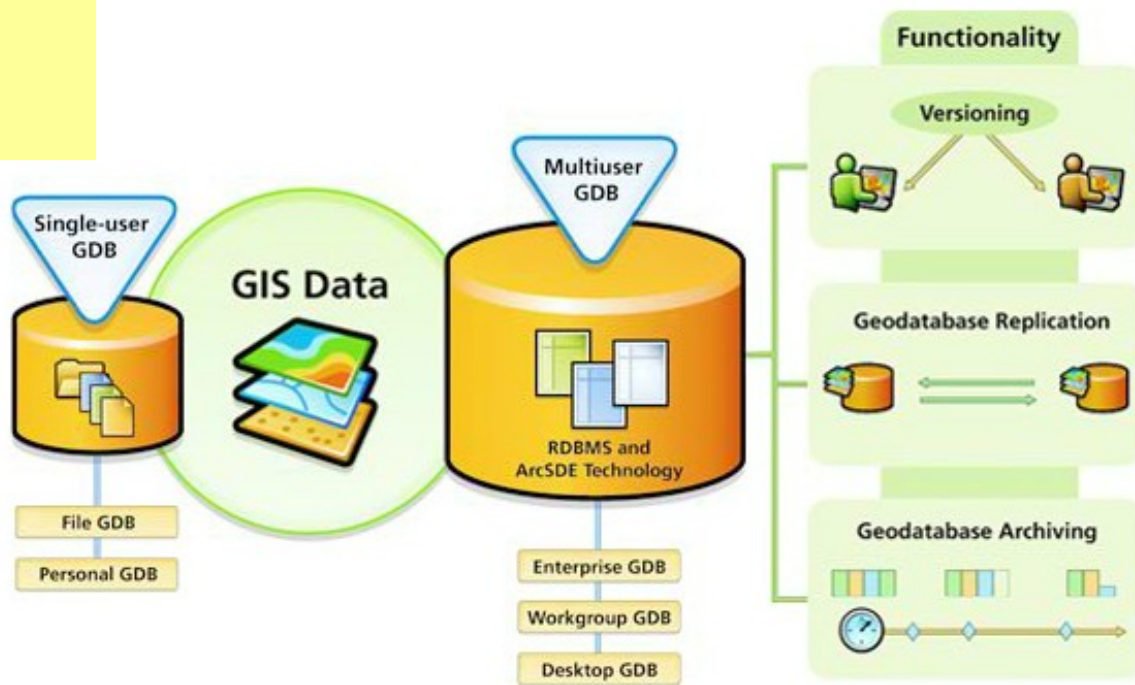 Single-user
GDB
File GDB
Personal GDB
GIS Data
Multiuser
GDB
RDBMS and
ArcSDE Technology
Enterprise GDB
Workgroup GDB
Desktop GDB
Functionality
Versioning
Geodatabase Replication
Geodatabase Archiving